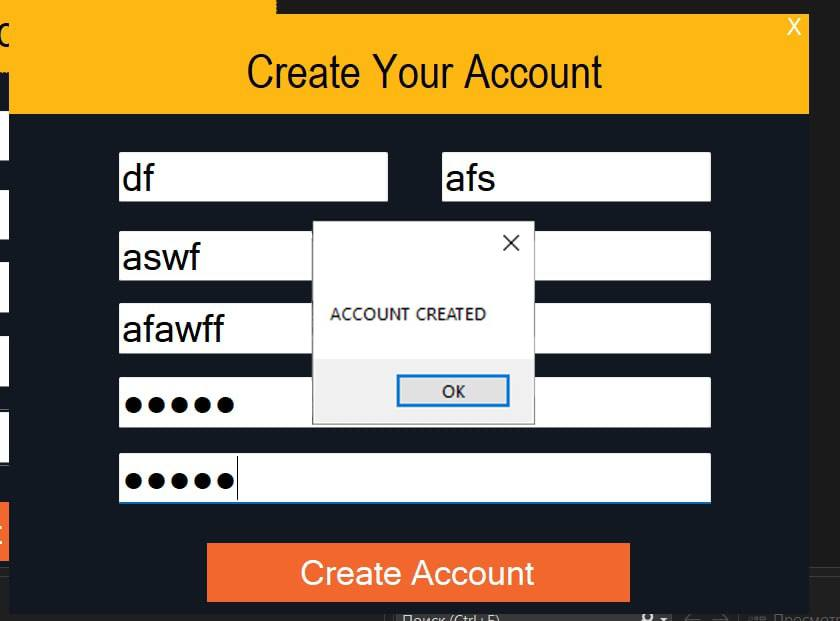 X
Create Your Account
df
afs
aswf
ACCOUNT CREATED
afawff
OK
Create Account
Поиск (Ctrl+E)